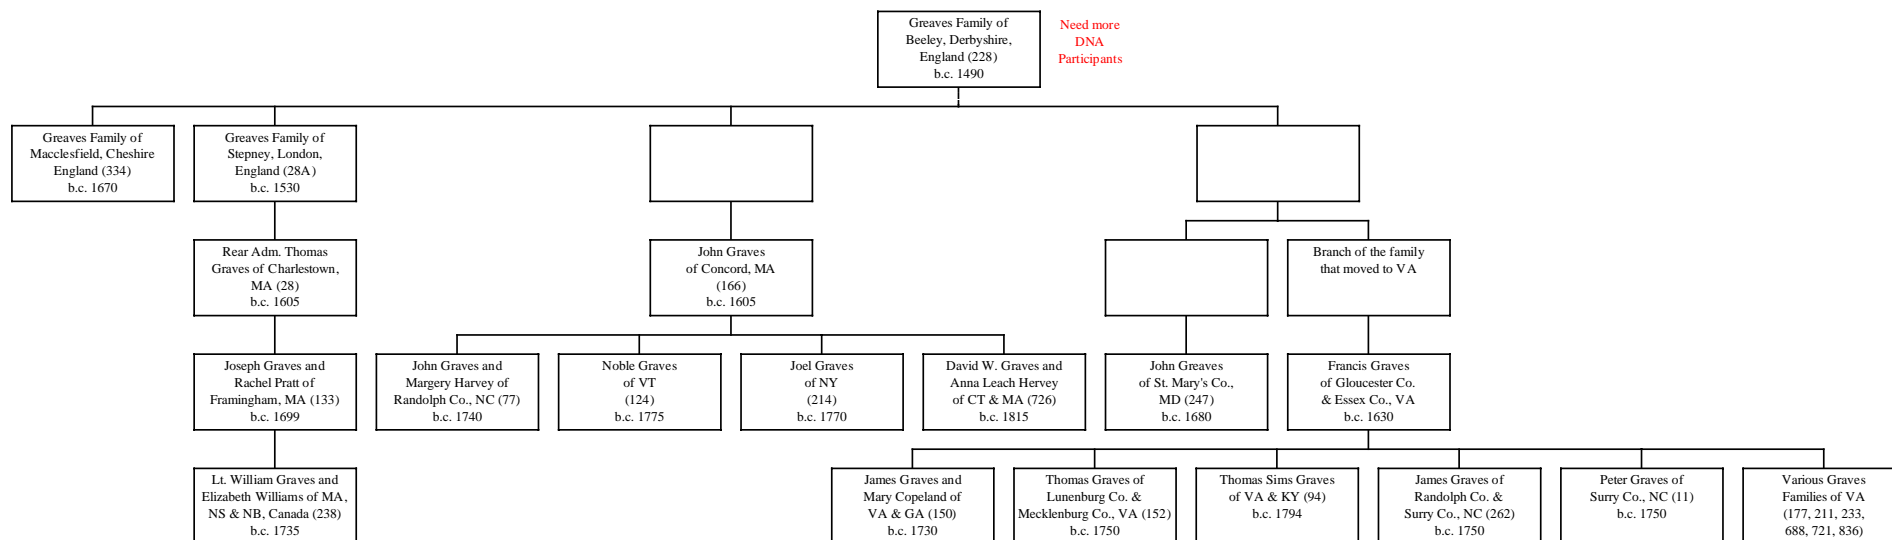 Greaves Family of
Beeley, Derbyshire,
England (228)
b.c. 1490
Need more
DNA
Participants
Greaves Family of
Macclesfield, Cheshire
England (334)
b.c. 1670
Greaves Family of
Stepney, London,
England (28A)
b.c. 1530
Rear Adm. Thomas
Graves of Charlestown,
MA (28)
b.c. 1605
John Graves
of Concord, MA
(166)
b.c. 1605
Branch of the family
that moved to VA
Joseph Graves and
Rachel Pratt of
Framingham, MA (133)
b.c. 1699
John Graves and
Margery Harvey of
Randolph Co., NC (77)
b.c. 1740
Noble Graves
of VT
(124)
b.c. 1775
Joel Graves
of NY
(214)
b.c. 1770
David W. Graves and
Anna Leach Hervey
of CT & MA (726)
b.c. 1815
John Greaves
of St. Mary's Co.,
MD (247)
b.c. 1680
Francis Graves
of Gloucester Co.
& Essex Co., VA
b.c. 1630
Lt. William Graves and
Elizabeth Williams of MA,
NS & NB, Canada (238)
b.c. 1735
James Graves and
Mary Copeland of
VA & GA (150)
b.c. 1730
Thomas Graves of
Lunenburg Co. &
Mecklenburg Co., VA (152)
b.c. 1750
Thomas Sims Graves
of VA & KY (94)
b.c. 1794
James Graves of
Randolph Co. &
Surry Co., NC (262)
b.c. 1750
Peter Graves of
Surry Co., NC (11)
b.c. 1750
Various Graves
Families of VA
(177, 211, 233,
688, 721, 836)